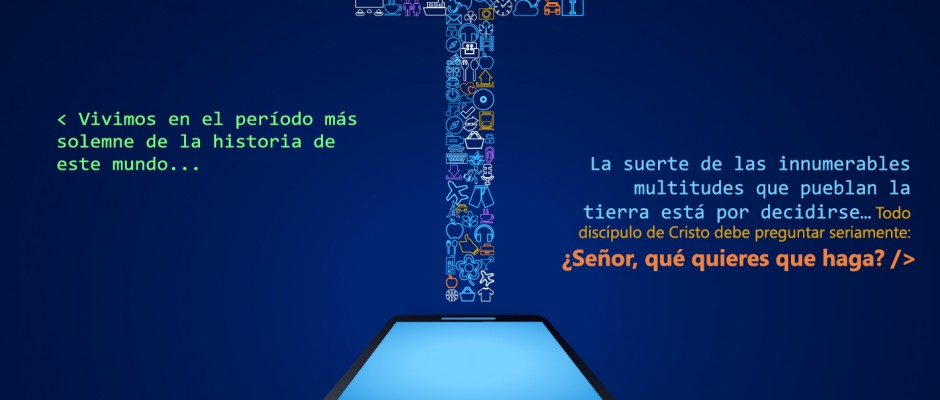 < Vivimos en el período más
solemne de la historia de
este mundo...
La suerte de las innumerables
multitudes que pueblan la
tierra está por decidirse… Todo
discípulo de Cristo debe preguntar seriamente:
¿Señor, qué quieres que haga? />